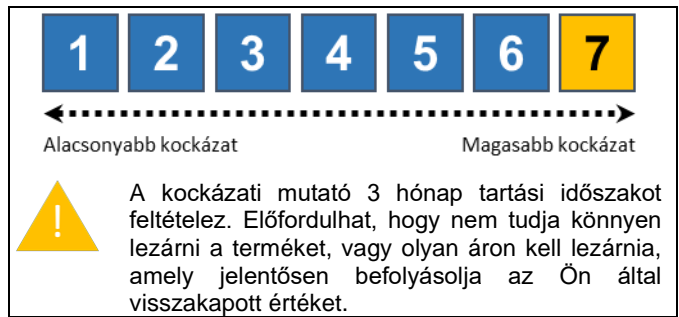 1 2 3 4 5 6 7
Alacsonyabb kockázat Magasabb kockázat
!
A kockázati mutató 3 hónap tartási időszakot
feltételez. Előfordulhat, hogy nem tudja könnyen
lezárni a terméket, vagy olyan áron kell lezárnia,
amely jelentősen befolyásolja az Ön által
visszakapott értéket.